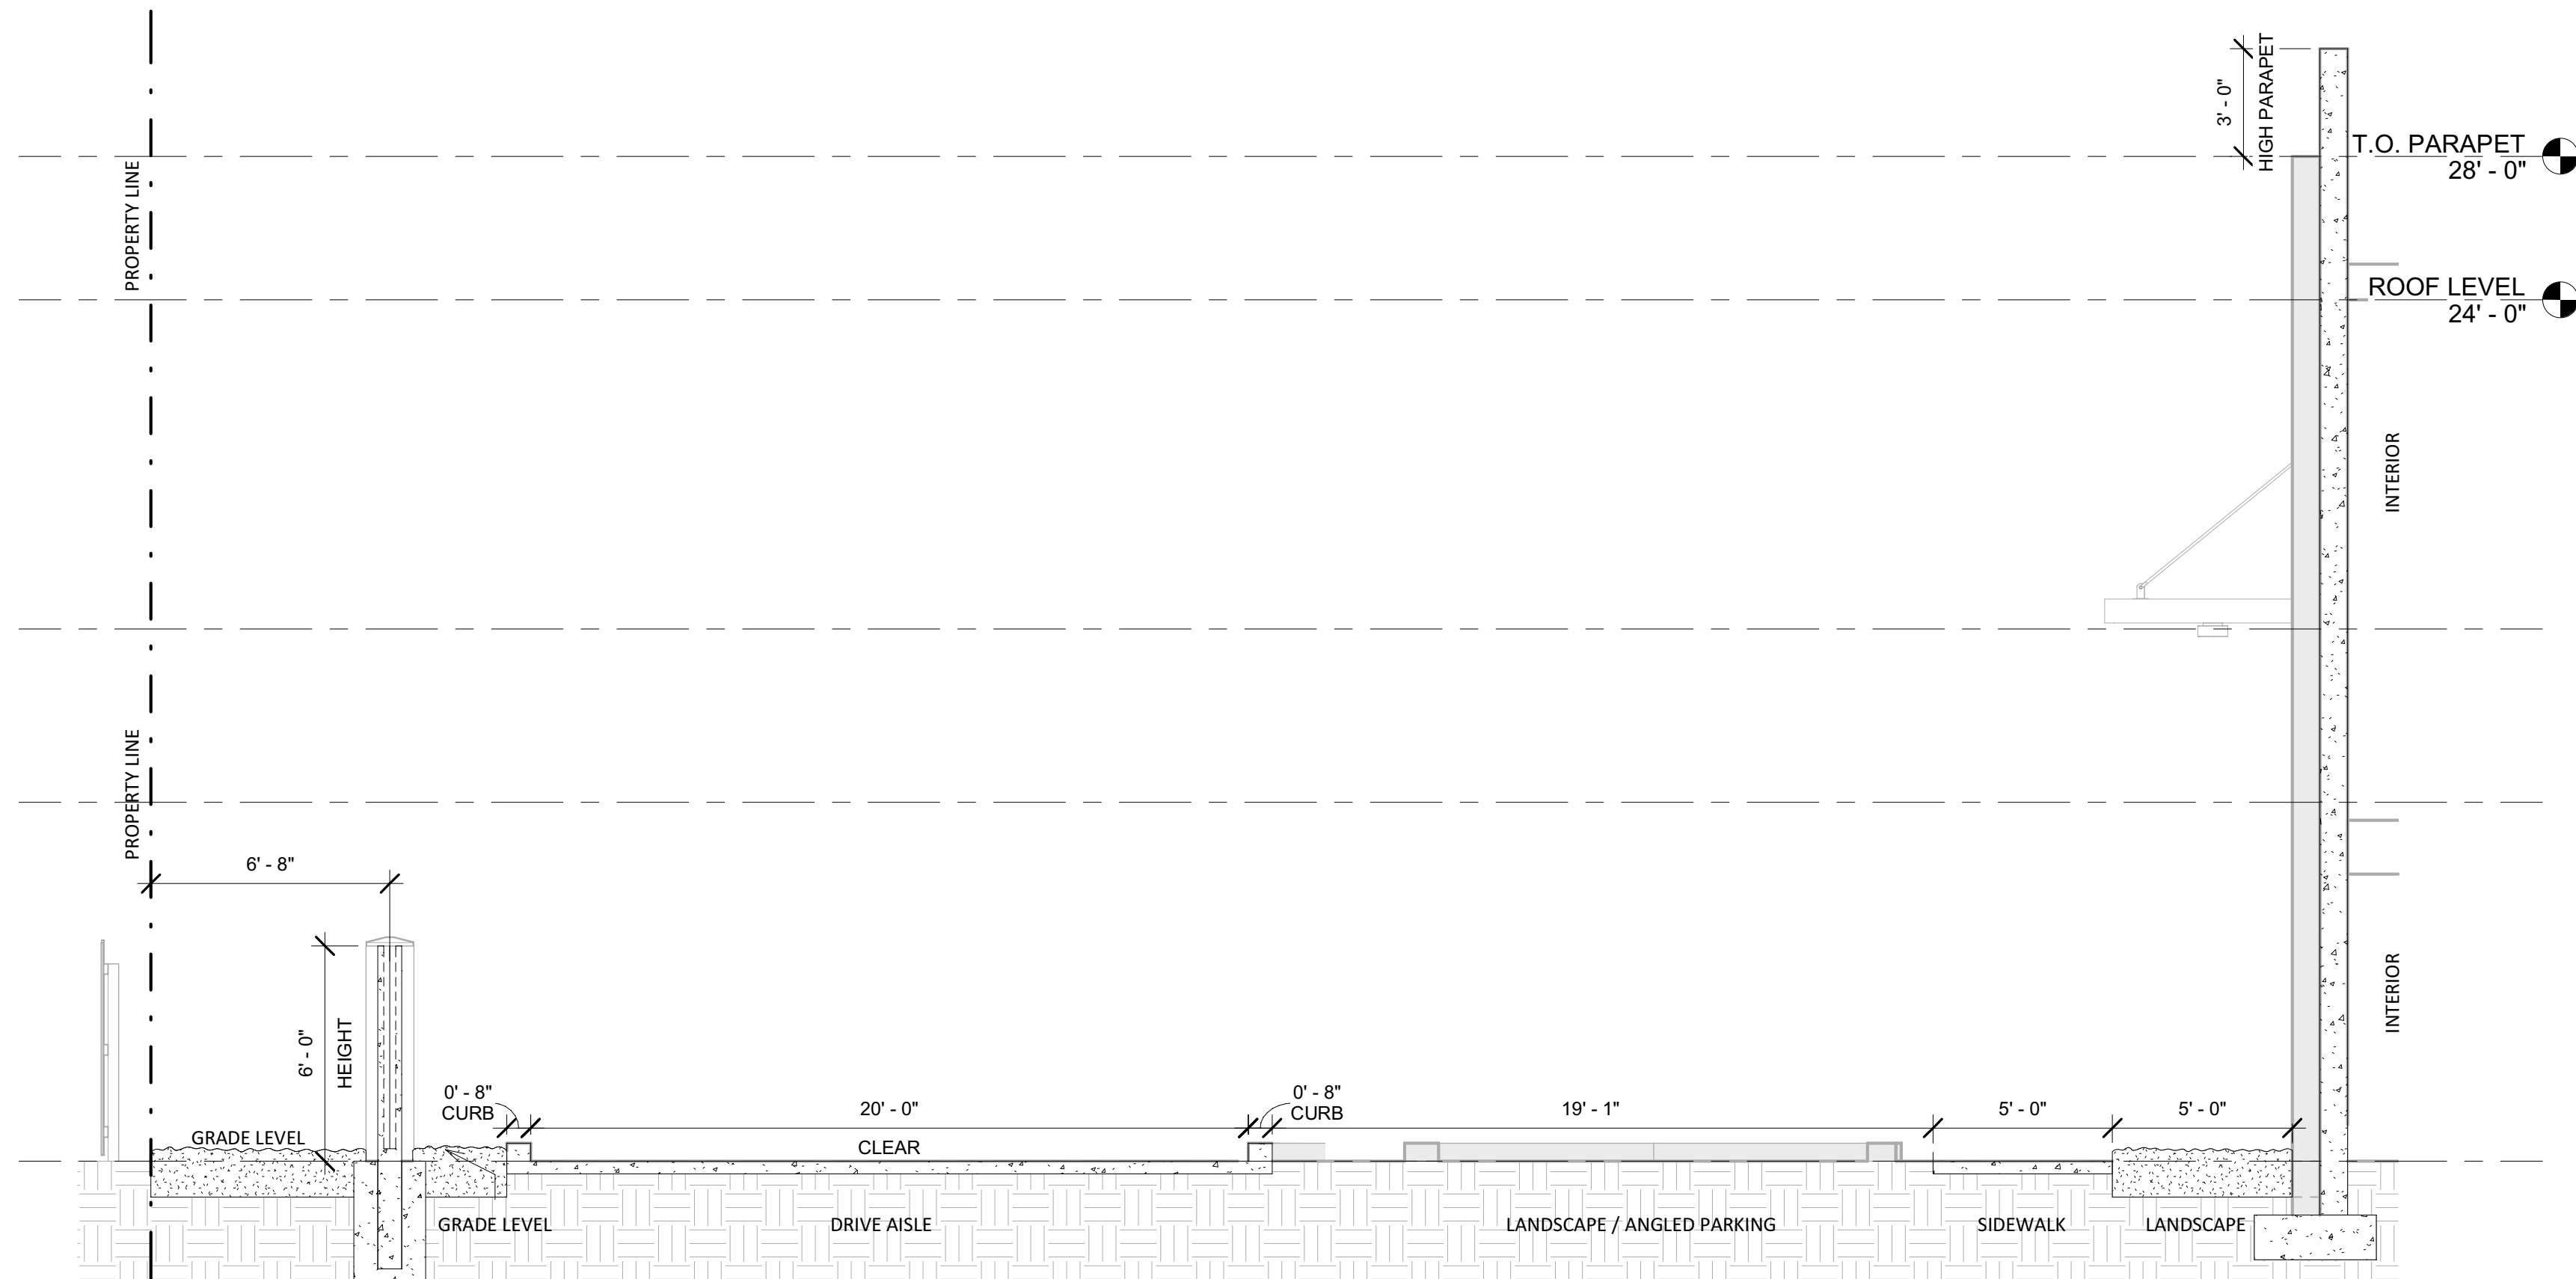 3' - 0"
HIGH PARAPET
T.O. PARAPET
28' - 0"
PROPERTY LINE
ROOF LEVEL
24' - 0"
INTERIOR
PROPERTY LINE
6' - 8"
6' - 0"
HEIGHT
INTERIOR
0' - 8"
CURB
20' - 0"
CLEAR
0' - 8"
CURB
19' - 1"
5' - 0"
5' - 0"
GRADE LEVEL
GRADE LEVEL
DRIVE AISLE
LANDSCAPE / ANGLED PARKING
SIDEWALK
LANDSCAPE